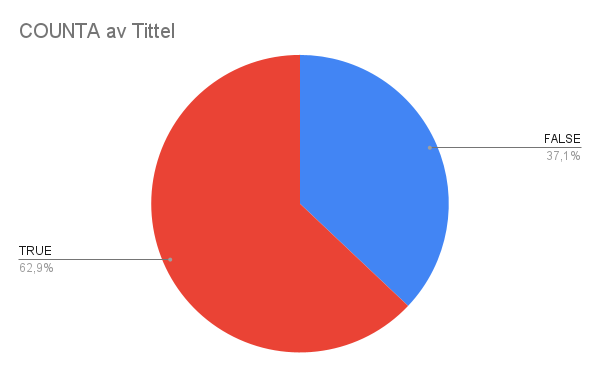 COUNTA av Tittel
FALSE
37,1%
TRUE
62,9%